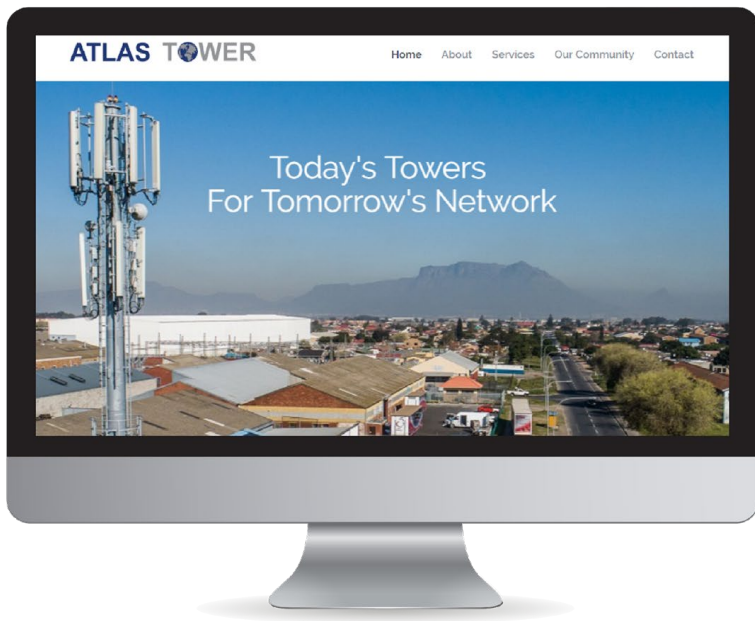 ATLAS TOWER
Home About Services Our Community Contact
Today's Towers
For Tomorrow's Network